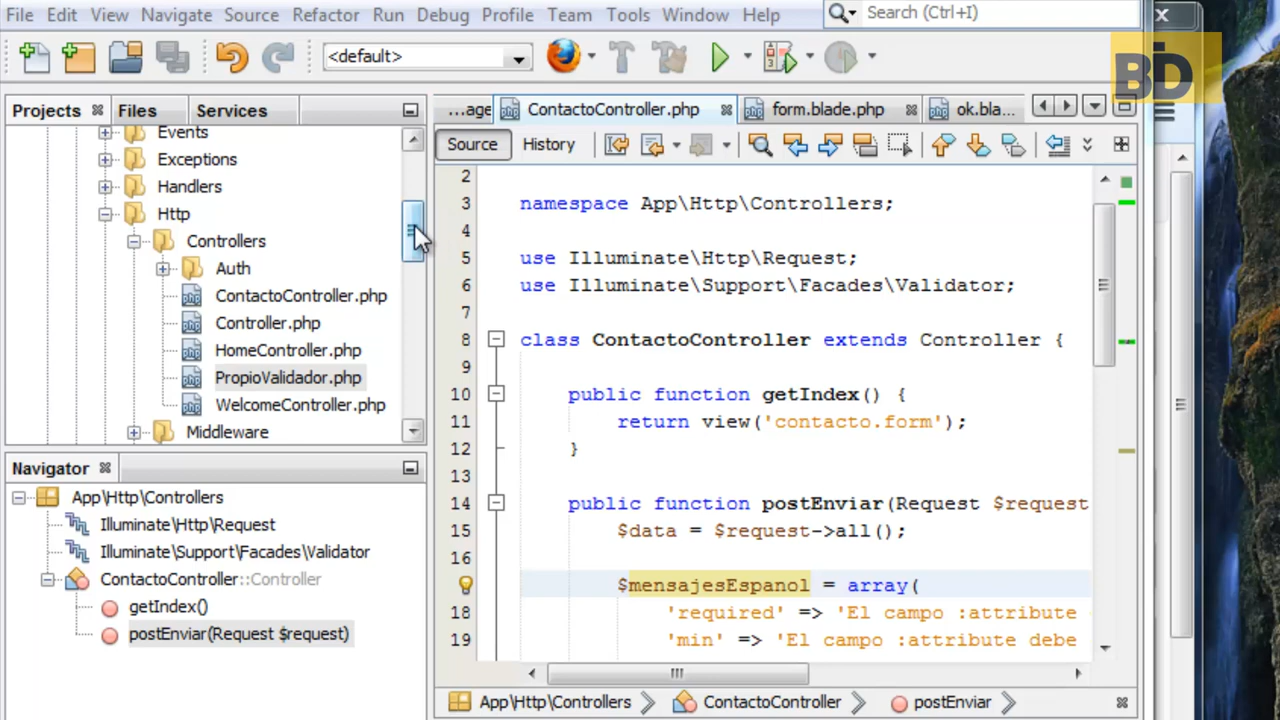 File Edit View Navigate Source Refactor Run Debug Profile Team Tools Window Help
Search (Ctrl+I)
<default>
BD
Projects Files Services
...age ContactoController.php form.blade.php ok.bla...
Source History
Events
Exceptions
Handlers
Http
Controllers
Auth
ContactoController.php
Controller.php
HomeController.php
PropioValidador.php
WelcomeController.php
Middleware
Navigator
App\Http\Controllers
Illuminate\Http\Request
Illuminate\Support\Facades\Validator
ContactoController::Controller
getIndex()
postEnviar(Request $request)
2
3 namespace App\Http\Controllers;
4
5 use Illuminate\Http\Request;
6 use Illuminate\Support\Facades\Validator;
7
8 class ContactoController extends Controller {
9
10 public function getIndex() {
11 return view('contacto.form');
12 }
13
14 public function postEnviar(Request $request
15 $data = $request->all();
16
$mensajesEspanol = array(
18 'required' => 'El campo :attribute
19 'min' => 'El campo :attribute debe
App\Http\Controllers ContactoController postEnviar